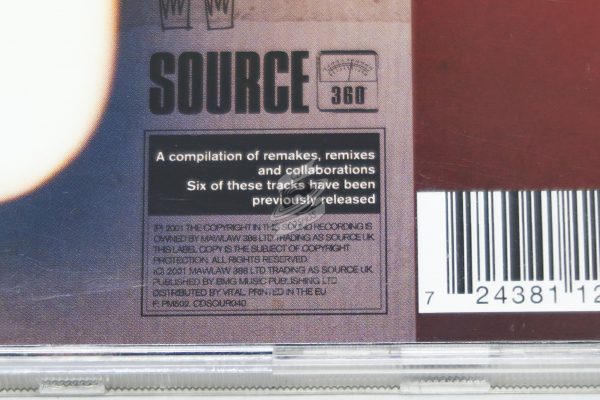 SOURCE
360°
A compilation of remakes, remixes
and collaborations
Six of these tracks have been
previously released
(P) 2001 THE COPYRIGHT IN THIS SOUND RECORDING IS
OWNED BY MAWLAW 388 LTD. TRADING AS SOURCE UK
THIS LABEL COPY IS THE SUBJECT OF COPYRIGHT
PROTECTION. ALL RIGHTS RESERVED.
(C) 2001 MAWLAW 388 LTD TRADING AS SOURCE UK.
PUBLISHED BY BMG MUSIC PUBLISHING LTD
DISTRIBUTED BY VITAL. PRINTED IN THE EU
CDSOUR040
7 24381 12